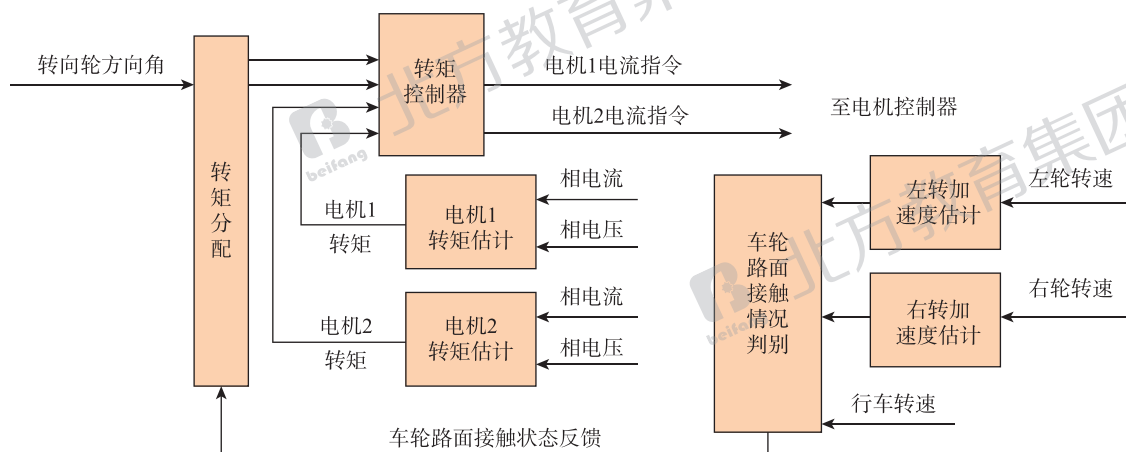 转向轮方向角
转
矩
分
配
转矩
控制器
电机1电流指令
电机2电流指令
至电机控制器
电机1
转矩
电机1
转矩估计
相电流
相电压
电机2
转矩
电机2
转矩估计
相电流
相电压
车轮
路面
接触
情况
判别
左转加
速度估计
左轮转速
右转加
速度估计
右轮转速
行车转速
车轮路面接触状态反馈
beifang
北方教育集
beifang
北方教育集团